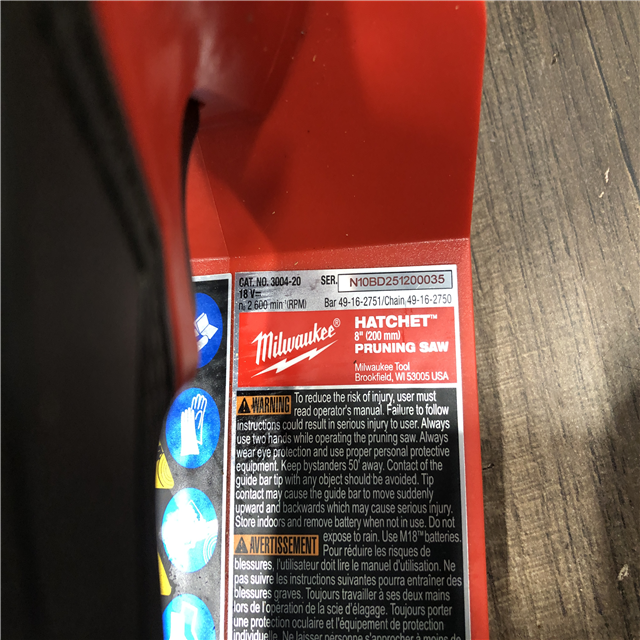 CAT. NO. 3004-20 SER. N10BD251200035
18 V
n₀ 2 600 min⁻¹(RPM) Bar 49-16-2751/Chain 49-16-2750
Milwaukee®
HATCHET™
8" (200 mm)
PRUNING SAW
Milwaukee Tool
Brookfield, WI 53005 USA
WARNING To reduce the risk of injury, user must
read operator's manual. Failure to follow
instructions could result in serious injury to user. Always
use two hands while operating the pruning saw. Always
wear eye protection and use proper personal protective
equipment. Keep bystanders 50' away. Contact of the
guide bar tip with any object should be avoided. Tip
contact may cause the guide bar to move suddenly
upward and backwards which may cause serious injury.
Store indoors and remove battery when not in use. Do not
expose to rain. Use M18™ batteries.
AVERTISSEMENT Pour réduire les risques de
blessures, l'utilisateur doit lire le manuel d'utilisation. Ne
pas suivre les instructions suivantes pourra entraîner des
blessures graves. Toujours travailler à ses deux mains
lors de l'opération de la scie d'élagage. Toujours porter
une protection oculaire et l'équipement de protection
individuelle. Ne laisser personne s'approcher à moins de